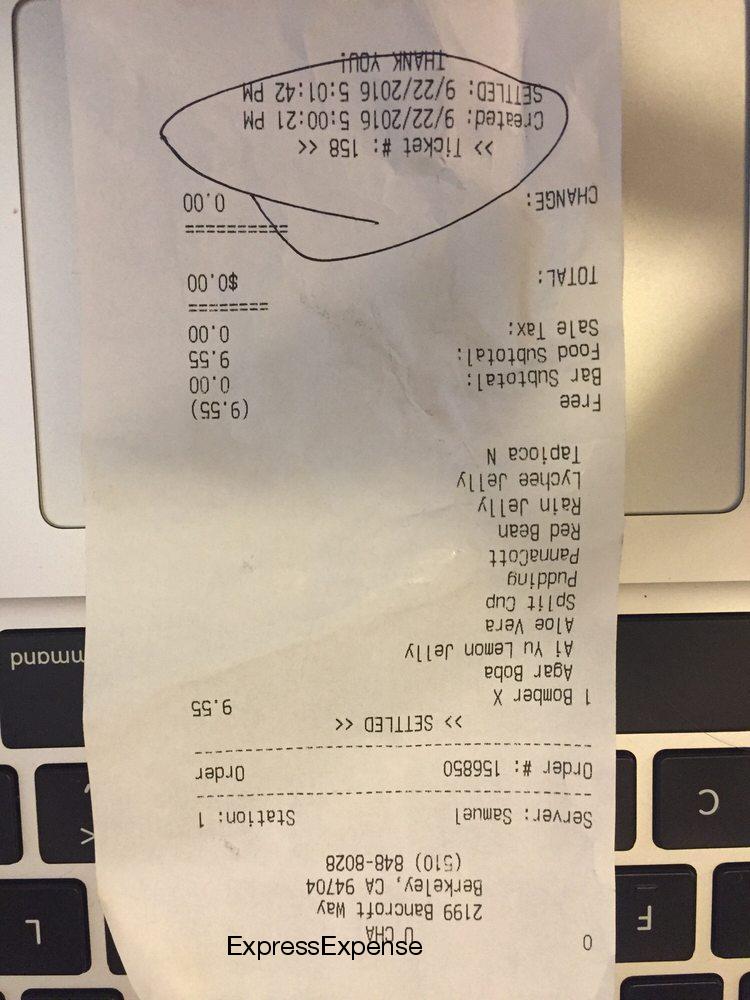 0
U CHA
2199 Bancroft Way
Berkeley, CA 94704
(510) 848-8028
Server: Samuel Station: 1
Order #: 156850 Order
>> SETTLED <<
1 Bomber X 9.55
Agar Boba
Ai Yu Lemon Jelly
Aloe Vera
Split Cup
Pudding
PannaCott
Red Bean
Rain Jelly
Lychee Jelly
Tapioca N
Free (9.55)
Bar Subtotal: 0.00
Food Subtotal: 9.55
Sale Tax: 0.00
========
TOTAL: $0.00
==========
CHANGE: 0.00
>> Ticket #: 158 <<
Created: 9/22/2016 5:00:21 PM
SETTLED: 9/22/2016 5:01:42 PM
THANK YOU!
ExpressExpense
command
L
F
C
K